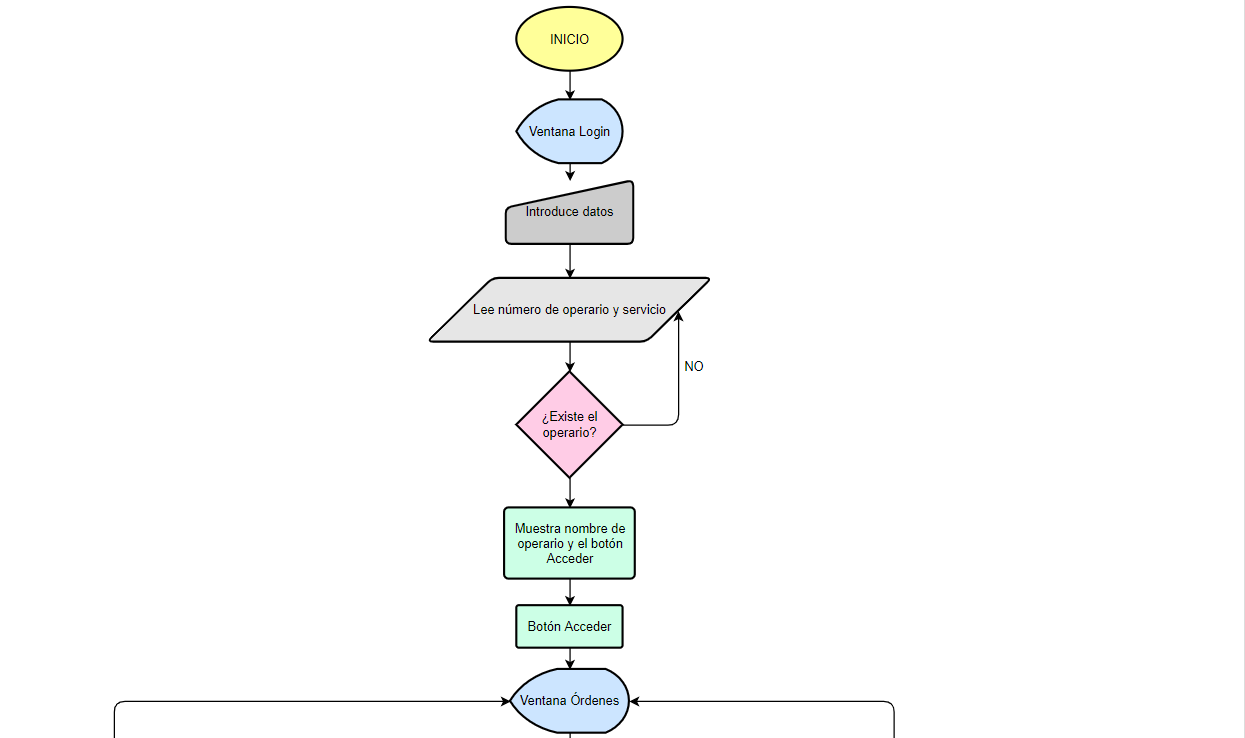 INICIO
Ventana Login
Introduce datos
Lee número de operario y servicio
NO
¿Existe el
operario?
Muestra nombre de
operario y el botón
Acceder
Botón Acceder
Ventana Órdenes